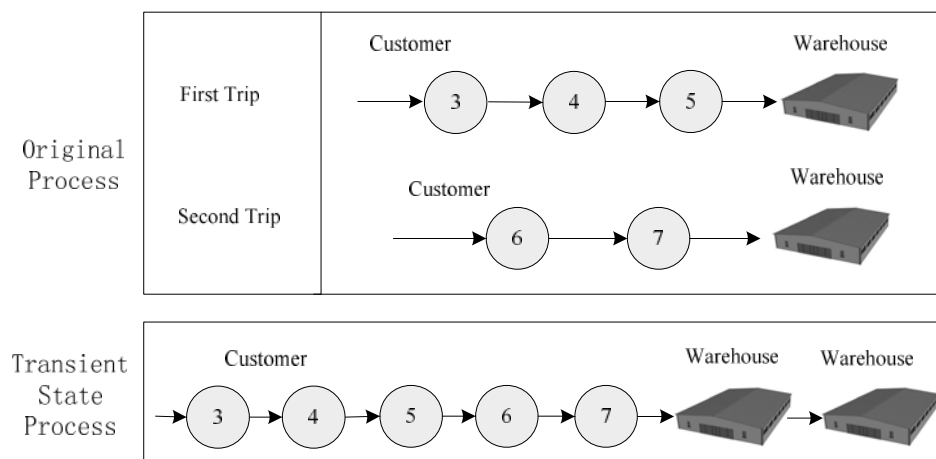 Original
Process
First Trip
Customer
3
4
5
Warehouse
Second Trip
Customer
6
7
Warehouse
Transient
State
Process
Customer
3
4
5
6
7
Warehouse
Warehouse